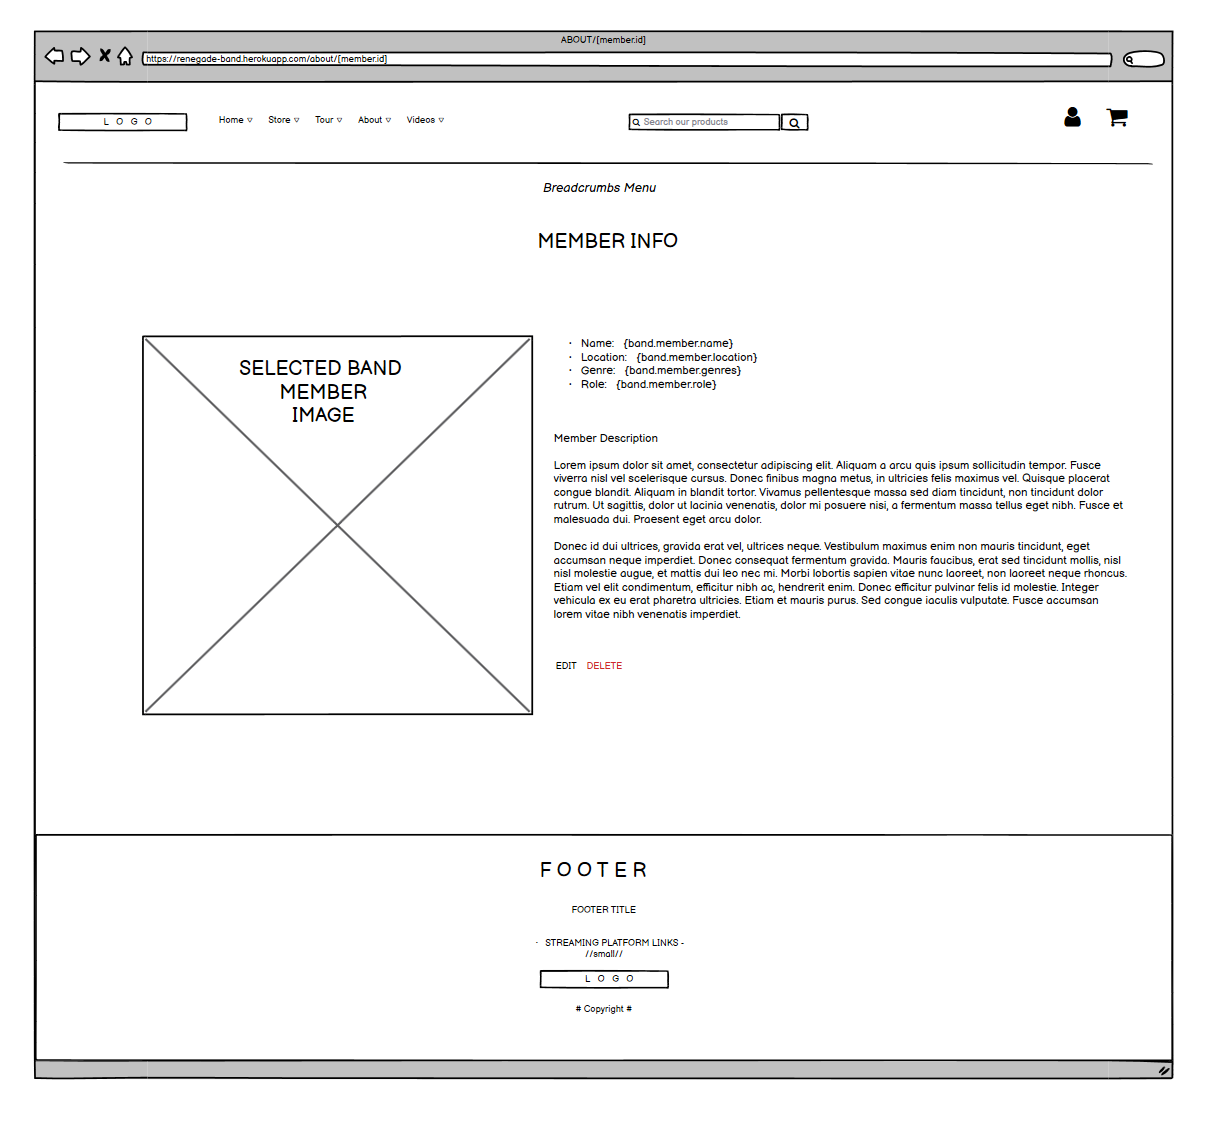 ABOUT/[member.id]
https://renegade-band.herokuapp.com/about/[member.id]
L O G O
Home ▽ Store ▽ Tour ▽ About ▽ Videos ▽
Search our products
Breadcrumbs Menu
MEMBER INFO
SELECTED BAND
MEMBER
IMAGE
· Name: {band.member.name}
· Location: {band.member.location}
· Genre: {band.member.genres}
· Role: {band.member.role}
Member Description
Lorem ipsum dolor sit amet, consectetur adipiscing elit. Aliquam a arcu quis ipsum sollicitudin tempor. Fusce
viverra nisl vel scelerisque cursus. Donec finibus magna metus, in ultricies felis maximus vel. Quisque placerat
congue blandit. Aliquam in blandit tortor. Vivamus pellentesque massa sed diam tincidunt, non tincidunt dolor
rutrum. Ut sagittis, dolor ut lacinia venenatis, dolor mi posuere nisi, a fermentum massa tellus eget nibh. Fusce et
malesuada dui. Praesent eget arcu dolor.
Donec id dui ultrices, gravida erat vel, ultrices neque. Vestibulum maximus enim non mauris tincidunt, eget
accumsan neque imperdiet. Donec consequat fermentum gravida. Mauris faucibus, erat sed tincidunt mollis, nisl
nisl molestie augue, et mattis dui leo nec mi. Morbi lobortis sapien vitae nunc laoreet, non laoreet neque rhoncus.
Etiam vel elit condimentum, efficitur nibh ac, hendrerit enim. Donec efficitur pulvinar felis id molestie. Integer
vehicula ex eu erat pharetra ultricies. Etiam et mauris purus. Sed congue iaculis vulputate. Fusce accumsan
lorem vitae nibh venenatis imperdiet.
EDIT DELETE
F O O T E R
FOOTER TITLE
· STREAMING PLATFORM LINKS -
//small//
L O G O
# Copyright #